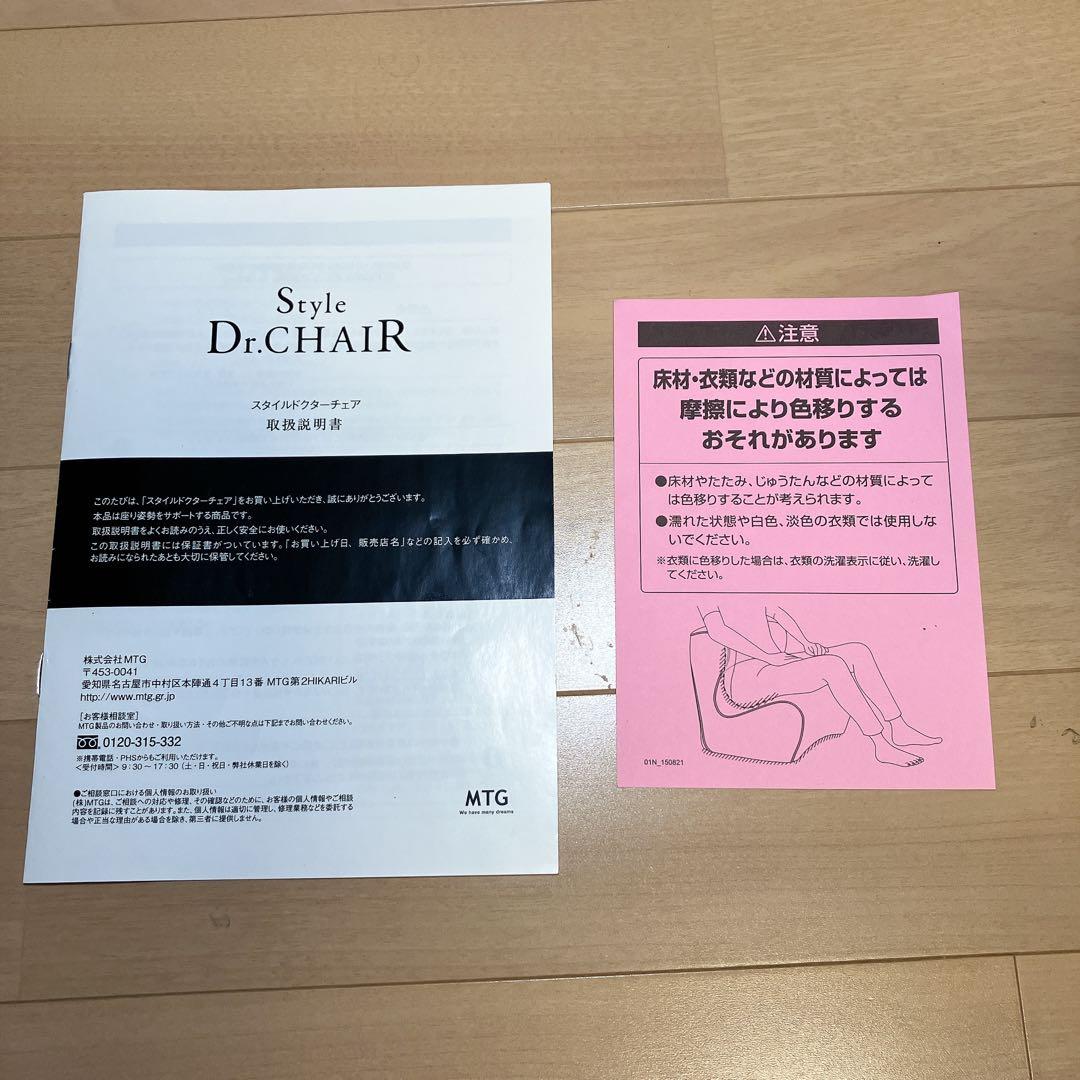 Style
Dr.CHAIR
スタイルドクターチェア
取扱説明書
このたびは、「スタイルドクターチェア」をお買い上げいただき、誠にありがとうございます。
本品は座り姿勢をサポートする商品です。
取扱説明書をよくお読みのうえ、正しく安全にお使いください。
この取扱説明書には保証書がついています。「お買い上げ日、販売店名」などの記入を必ず確かめ、
お読みになられたあとも大切に保管してください。
株式会社MTG
〒453-0041
愛知県名古屋市中村区本陣通4丁目13番 MTG第2HIKARIビル
http://www.mtg.gr.jp
［お客様相談室］
MTG製品のお問い合わせ・取り扱い方法・その他ご不明な点は下記までお問い合わせください。
0120-315-332
※携帯電話・PHSからもご利用いただけます。
＜受付時間＞9：30～17：30（土・日・祝日・弊社休業日を除く）
●ご相談窓口における個人情報のお取り扱い
(株)MTGは、ご相談への対応や修理、その確認などのために、お客様の個人情報やご相談
内容を記録に残すことがあります。また、個人情報は適切に管理し、修理業務などを委託する
場合や正当な理由がある場合を除き、第三者に提供しません。
MTG
We have many dreams
⚠注意
床材・衣類などの材質によっては
摩擦により色移りする
おそれがあります
●床材やたたみ、じゅうたんなどの材質によって
は色移りすることが考えられます。
●濡れた状態や白色、淡色の衣類では使用しな
いでください。
※衣類に色移りした場合は、衣類の洗濯表示に従い、洗濯し
てください。
01N_150821